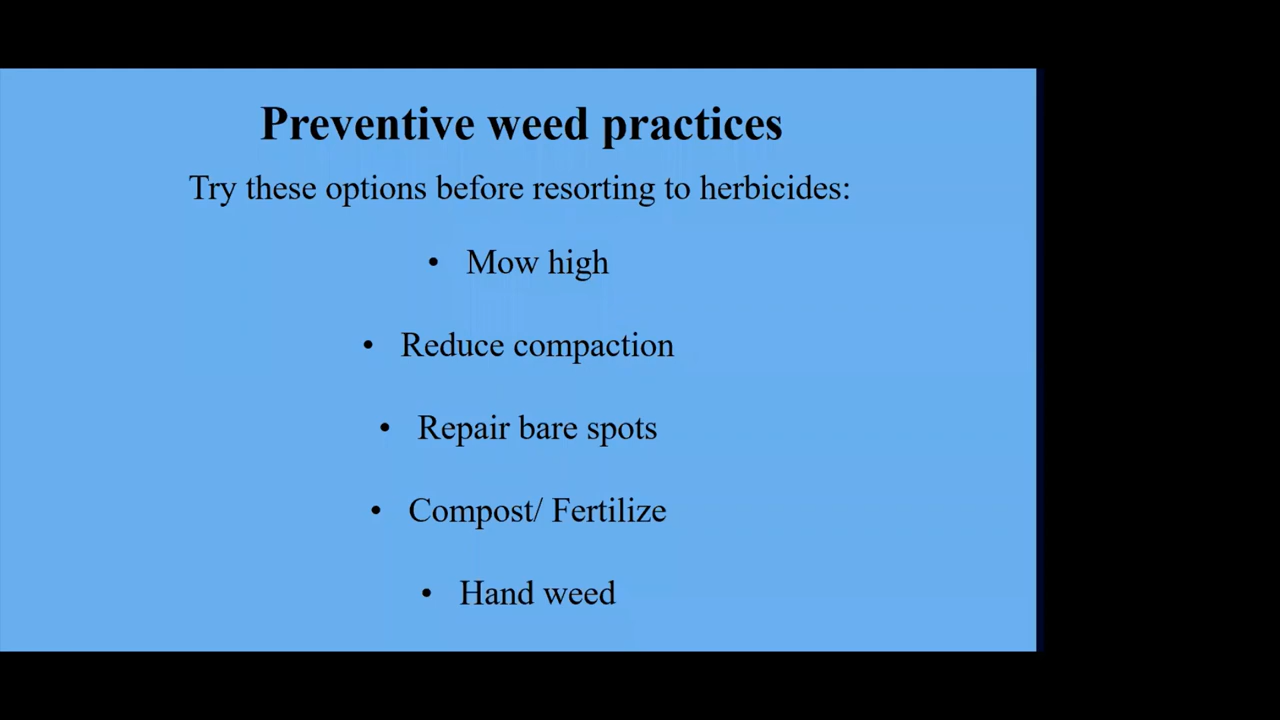 Preventive weed practices
Try these options before resorting to herbicides:
• Mow high
• Reduce compaction
• Repair bare spots
• Compost/ Fertilize
• Hand weed